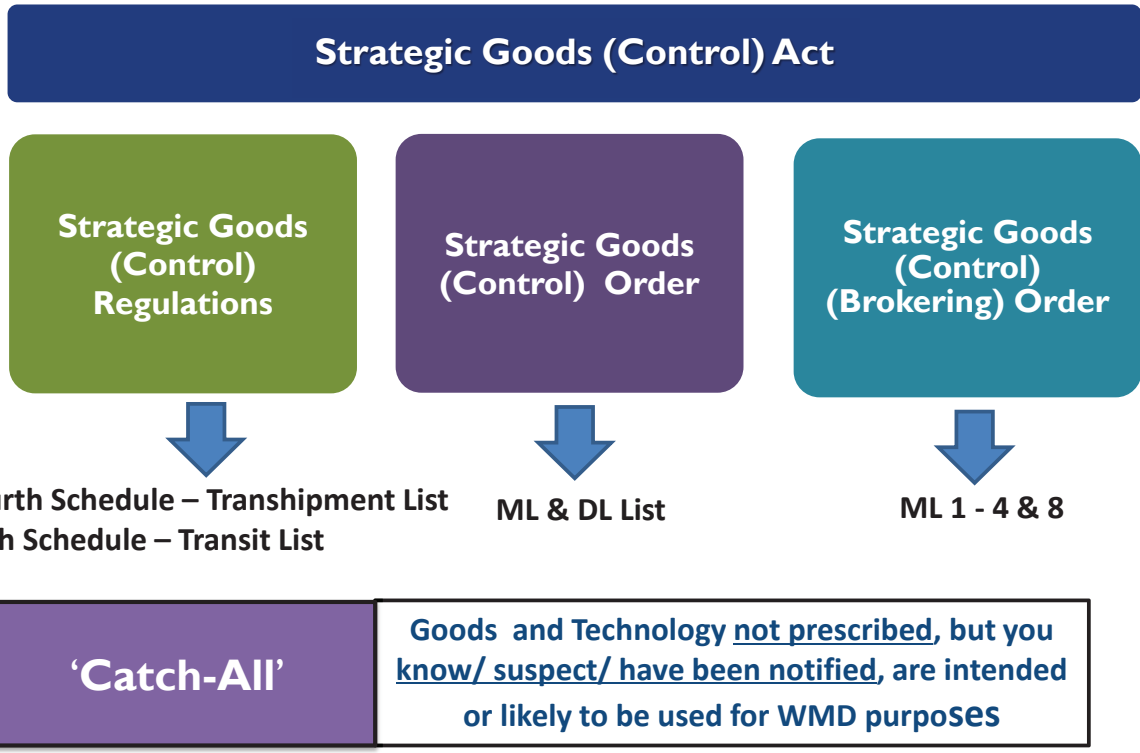 Strategic Goods (Control) Act
Strategic Goods
(Control)
Regulations
Strategic Goods
(Control) Order
Strategic Goods
(Control)
(Brokering) Order
urth Schedule – Transhipment List
h Schedule – Transit List
ML & DL List
ML 1 - 4 & 8
‘Catch-All’
Goods and Technology not prescribed, but you
know/ suspect/ have been notified, are intended
or likely to be used for WMD purposes